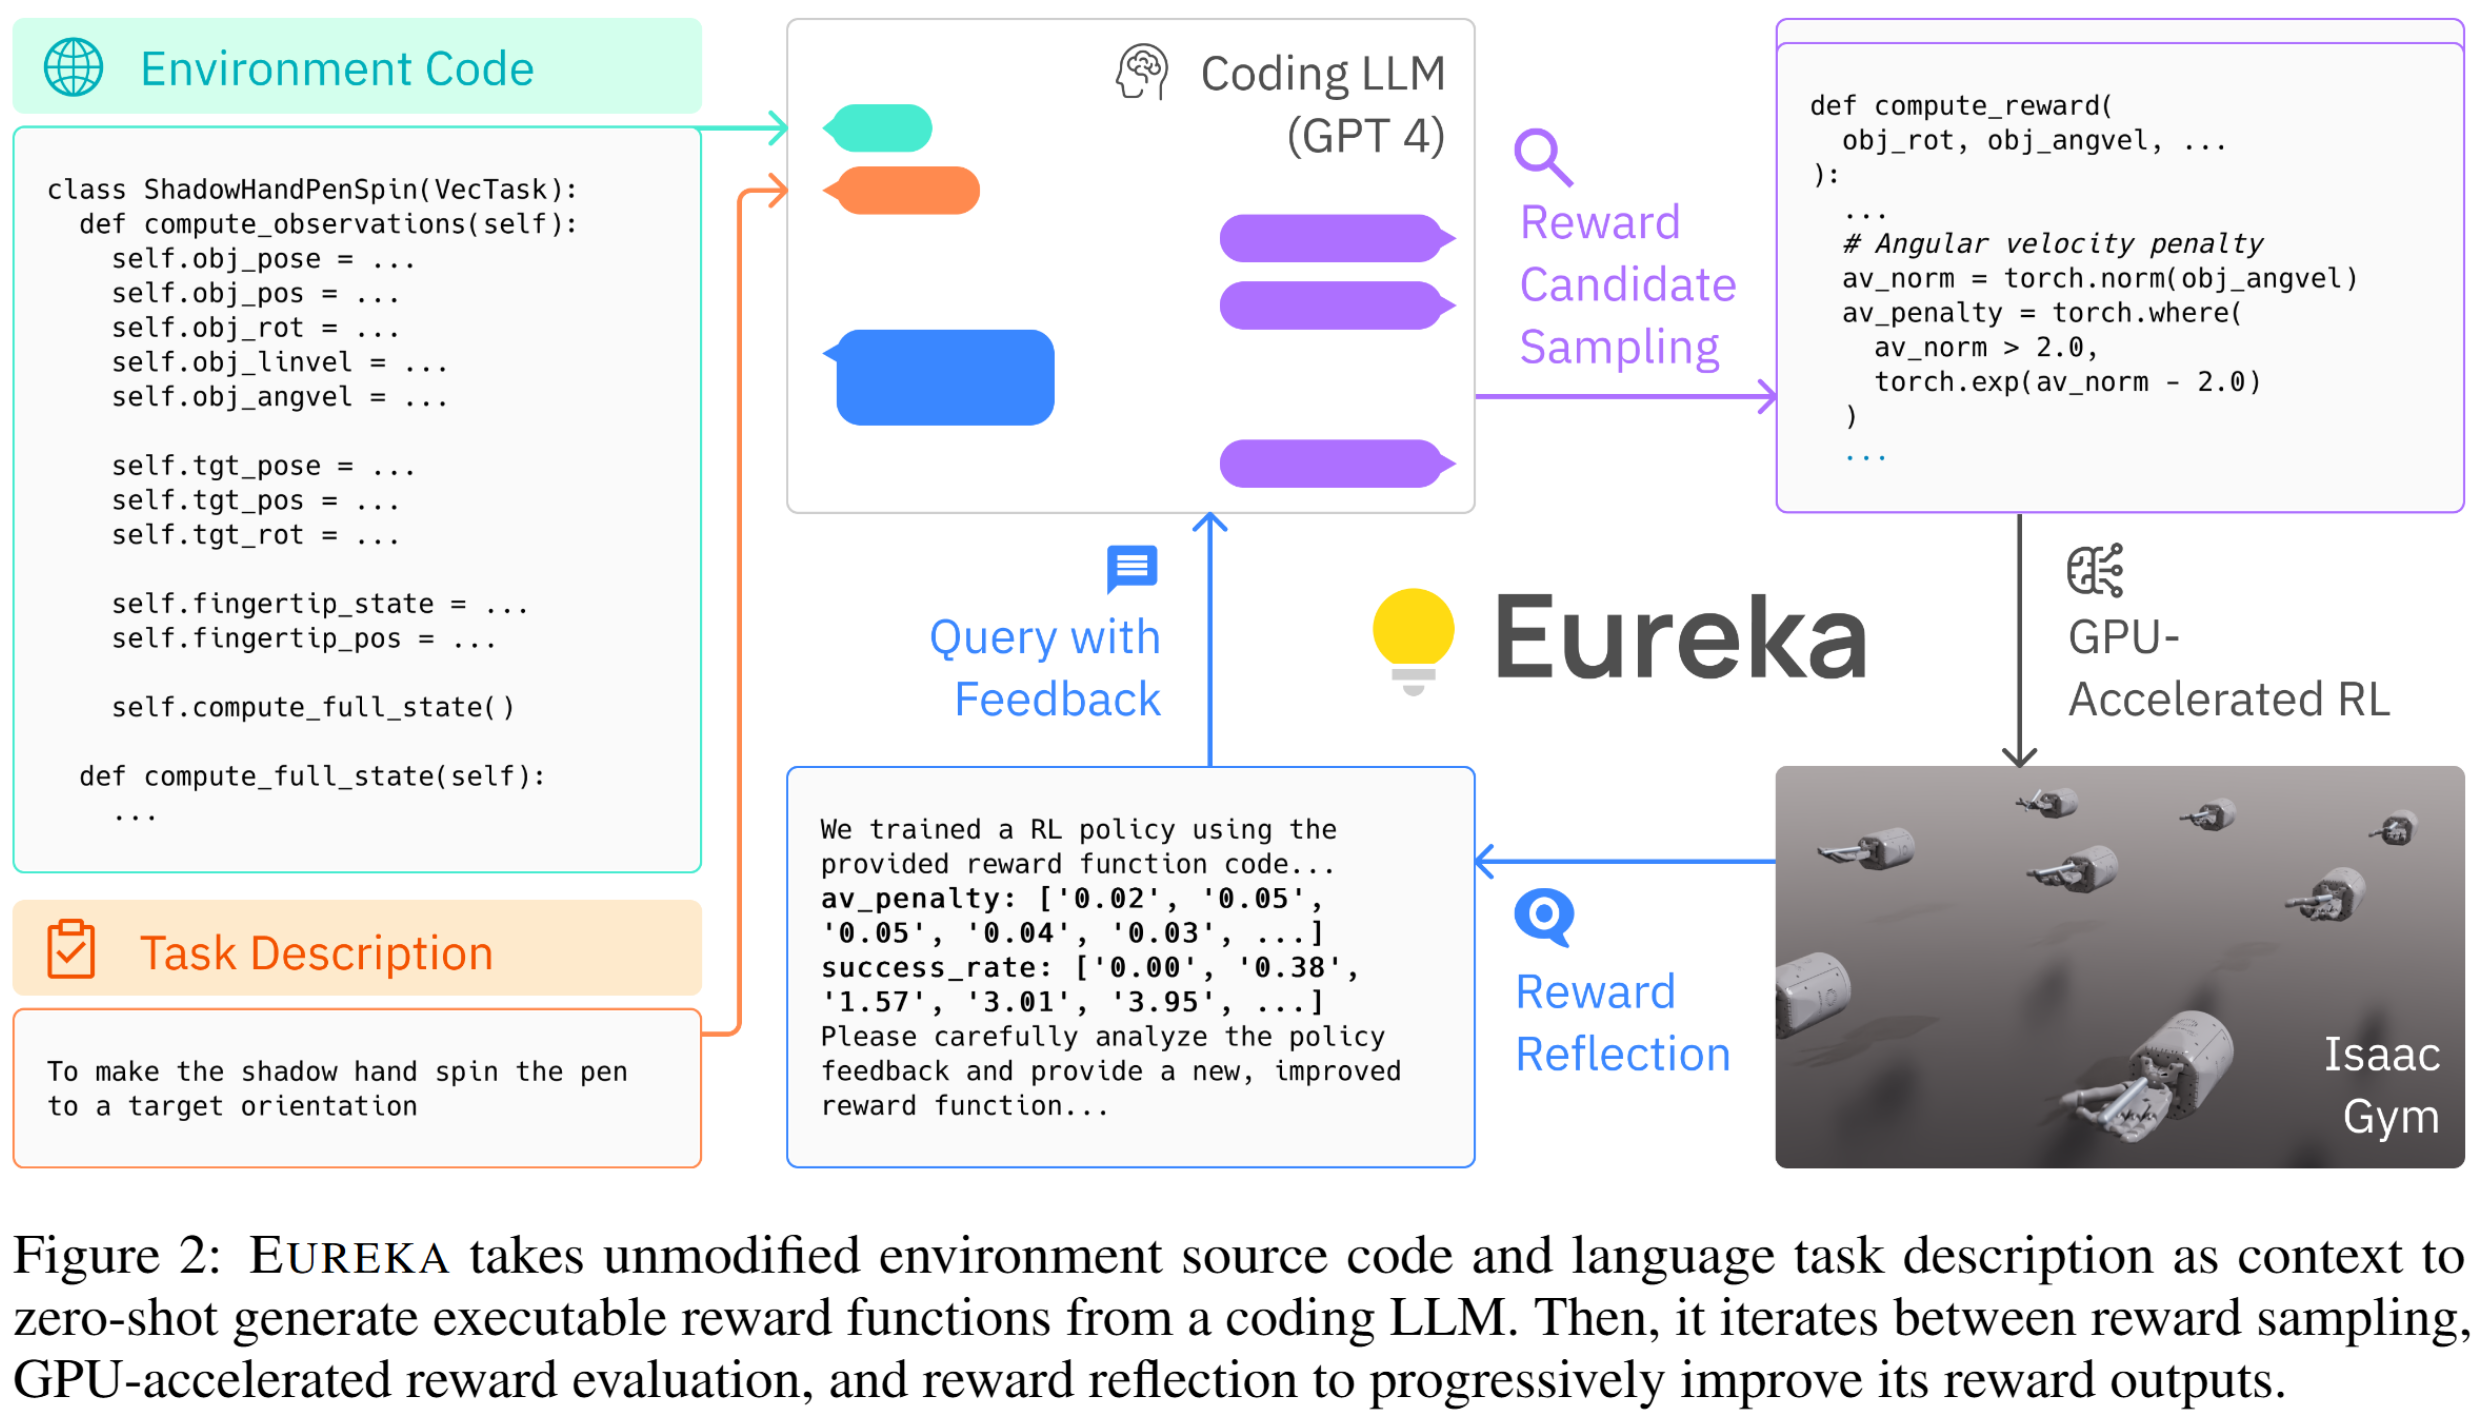 Environment Code
class ShadowHandPenSpin(VecTask):
  def compute_observations(self):
    self.obj_pose = ...
    self.obj_pos = ...
    self.obj_rot = ...
    self.obj_linvel = ...
    self.obj_angvel = ...
    self.tgt_pose = ...
    self.tgt_pos = ...
    self.tgt_rot = ...
    self.fingertip_state = ...
    self.fingertip_pos = ...
    self.compute_full_state()
  def compute_full_state(self):
    ...
Task Description
To make the shadow hand spin the pen
to a target orientation
Coding LLM
(GPT 4)
Reward
Candidate
Sampling
def compute_reward(
  obj_rot, obj_angvel, ...
):
  ...
  # Angular velocity penalty
  av_norm = torch.norm(obj_angvel)
  av_penalty = torch.where(
    av_norm > 2.0,
    torch.exp(av_norm - 2.0)
  )
  ...
Query with
Feedback
Eureka
GPU-
Accelerated RL
We trained a RL policy using the
provided reward function code...
av_penalty: ['0.02', '0.05',
'0.05', '0.04', '0.03', ...]
success_rate: ['0.00', '0.38',
'1.57', '3.01', '3.95', ...]
Please carefully analyze the policy
feedback and provide a new, improved
reward function...
Reward
Reflection
Isaac
Gym
Figure 2: EUREKA takes unmodified environment source code and language task description as context to
zero-shot generate executable reward functions from a coding LLM. Then, it iterates between reward sampling,
GPU-accelerated reward evaluation, and reward reflection to progressively improve its reward outputs.